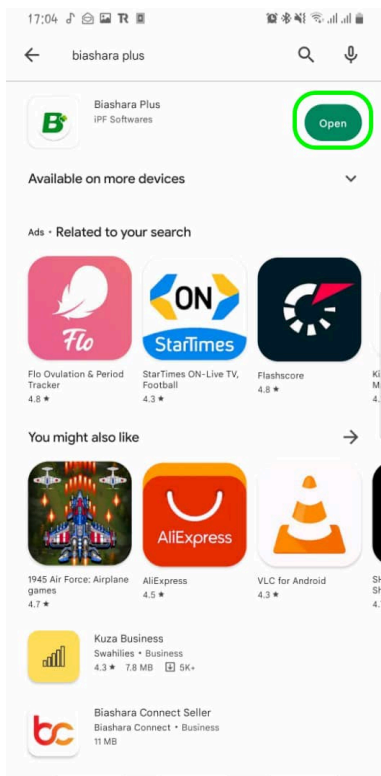 17:04
biashara plus
Biashara Plus
iPF Softwares
Open
Available on more devices
Ads • Related to your search
Flo
ON
StarTimes
Flo Ovulation & Period Tracker
4.8 ★
StarTimes ON-Live TV, Football
4.3 ★
Flashscore
4.8 ★
You might also like
AliExpress
1945 Air Force: Airplane games
4.7 ★
AliExpress
4.5 ★
VLC for Android
4.3 ★
Kuza Business
Swahilies • Business
4.3 ★ 7.8 MB 5K+
bc
Biashara Connect Seller
Biashara Connect • Business
11 MB